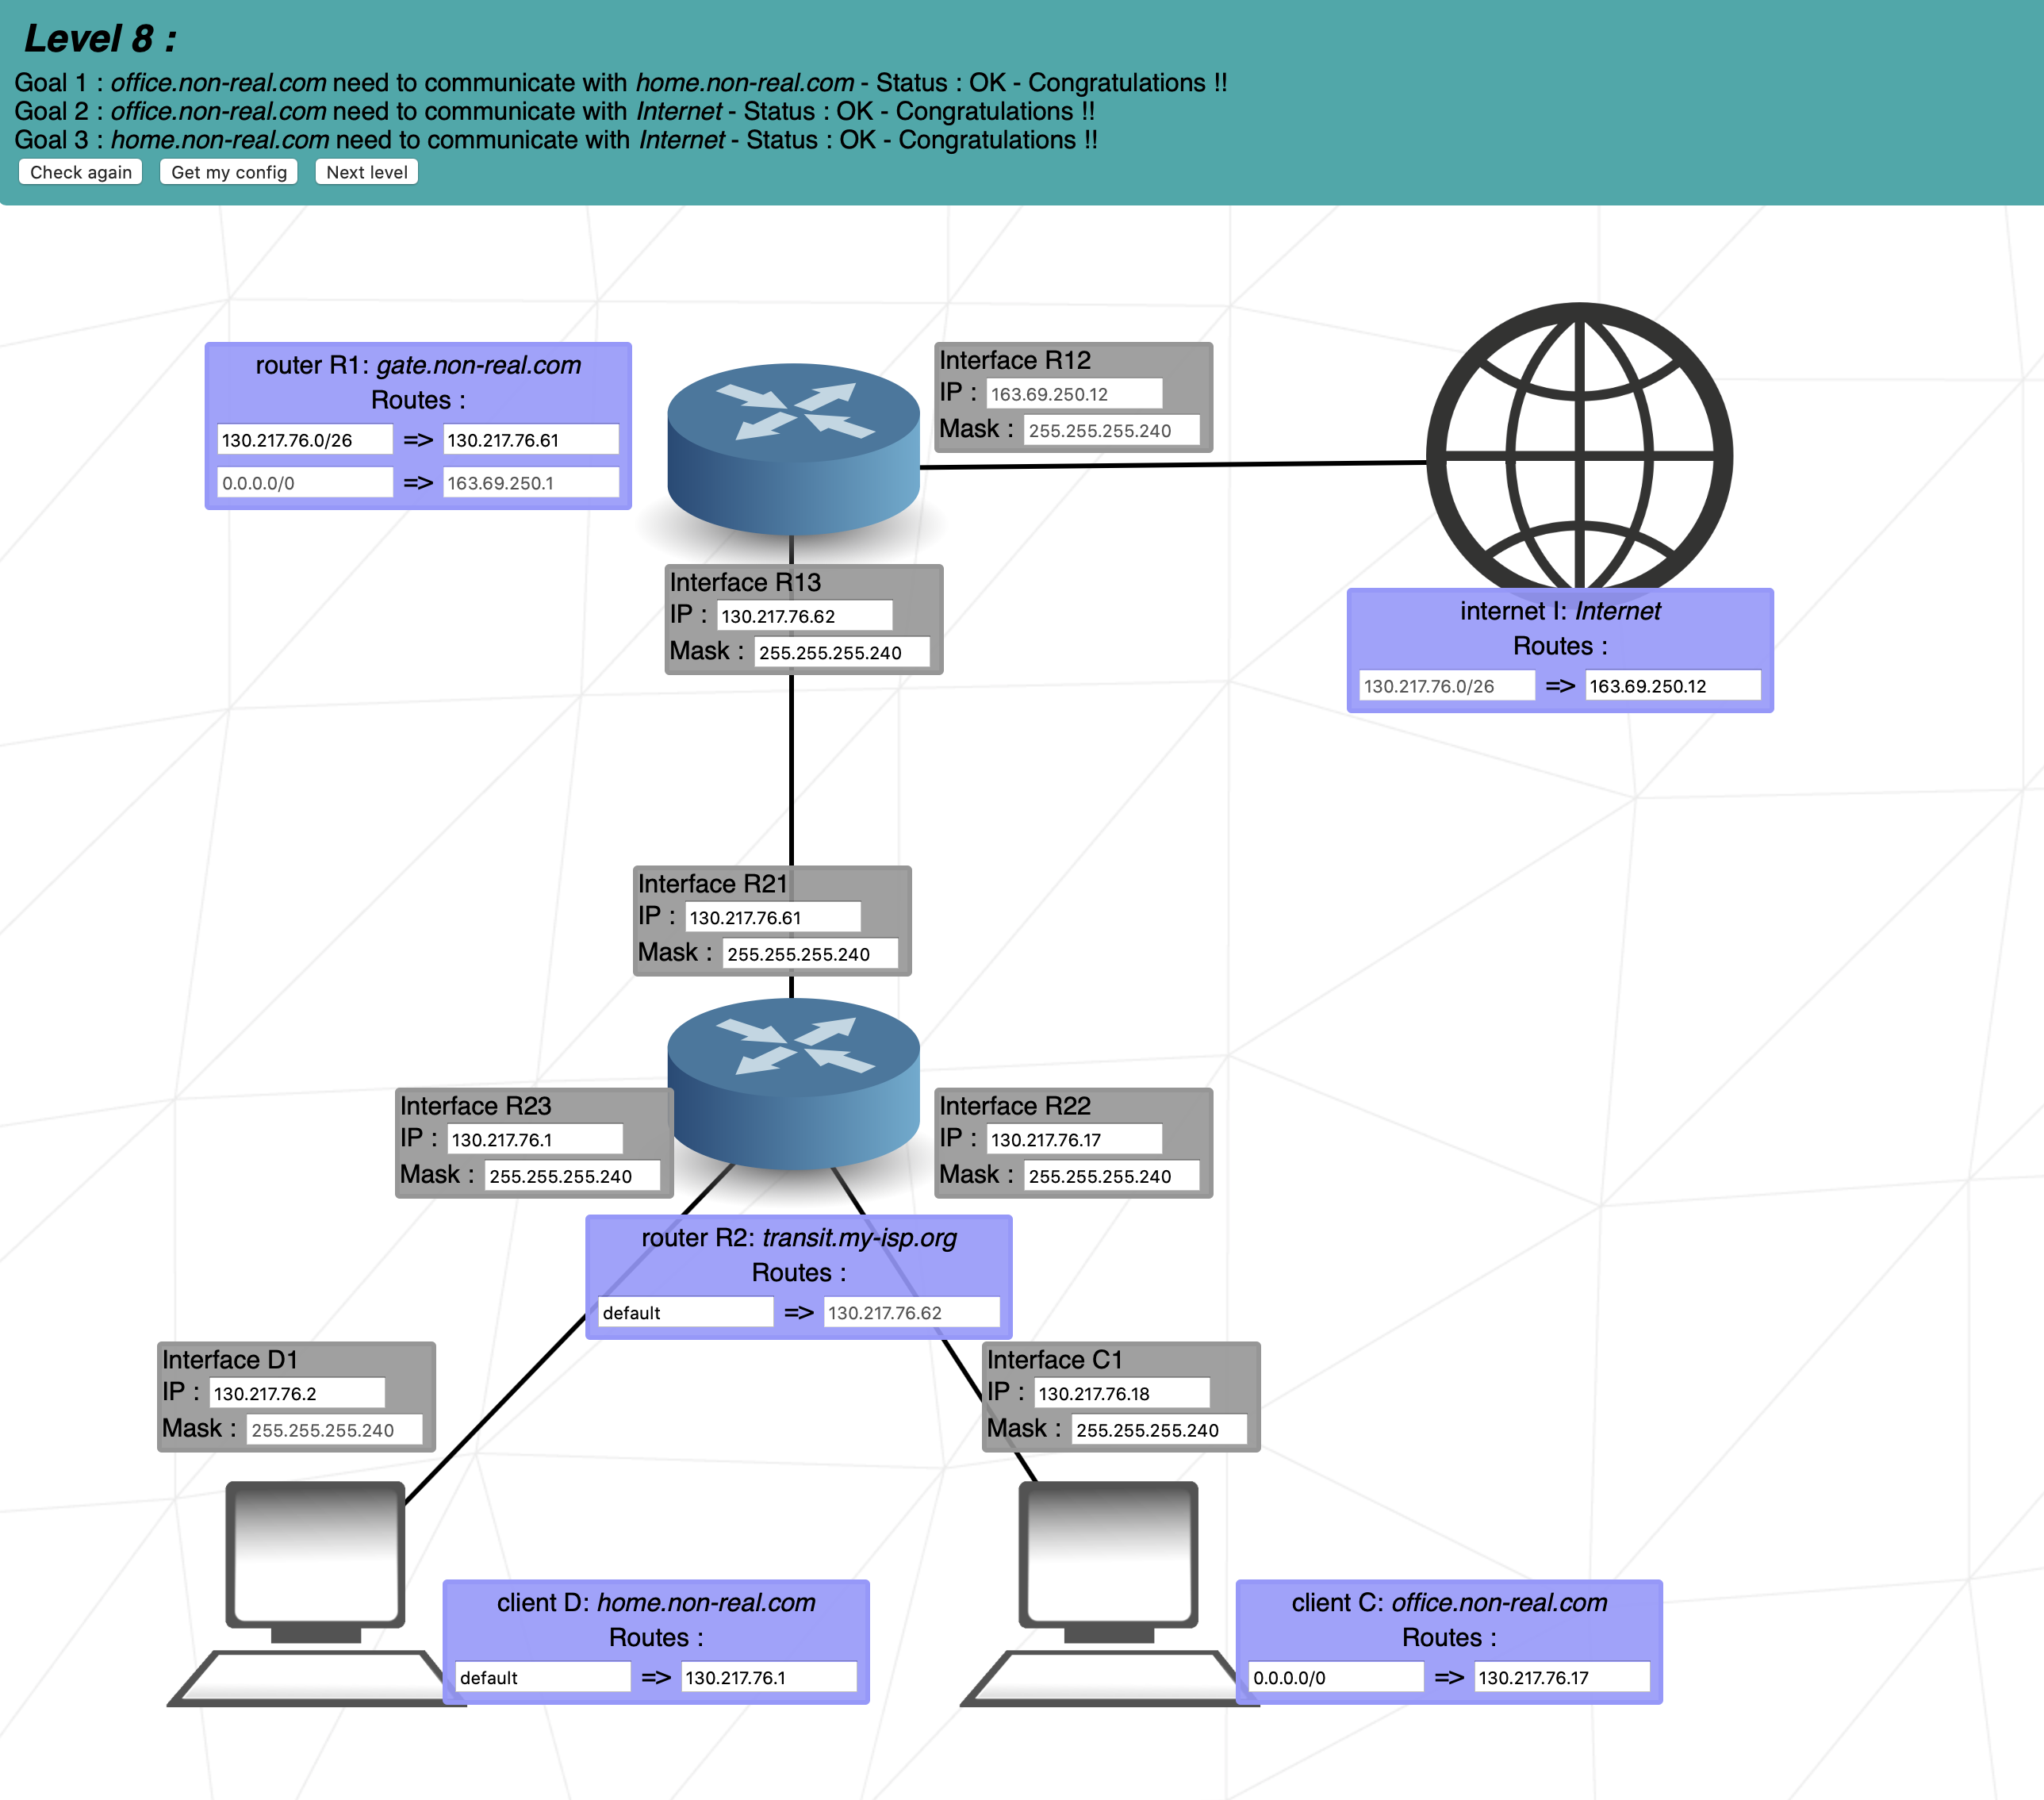 Level 8 :
Goal 1 : office.non-real.com need to communicate with home.non-real.com - Status : OK - Congratulations !!
Goal 2 : office.non-real.com need to communicate with Internet - Status : OK - Congratulations !!
Goal 3 : home.non-real.com need to communicate with Internet - Status : OK - Congratulations !!
Check again Get my config Next level
router R1: gate.non-real.com
Routes :
130.217.76.0/26 => 130.217.76.61
0.0.0.0/0 => 163.69.250.1
Interface R12
IP : 163.69.250.12
Mask : 255.255.255.240
Interface R13
IP : 130.217.76.62
Mask : 255.255.255.240
internet I: Internet
Routes :
130.217.76.0/26 => 163.69.250.12
Interface R21
IP : 130.217.76.61
Mask : 255.255.255.240
Interface R23
IP : 130.217.76.1
Mask : 255.255.255.240
Interface R22
IP : 130.217.76.17
Mask : 255.255.255.240
router R2: transit.my-isp.org
Routes :
default => 130.217.76.62
Interface D1
IP : 130.217.76.2
Mask : 255.255.255.240
Interface C1
IP : 130.217.76.18
Mask : 255.255.255.240
client D: home.non-real.com
Routes :
default => 130.217.76.1
client C: office.non-real.com
Routes :
0.0.0.0/0 => 130.217.76.17